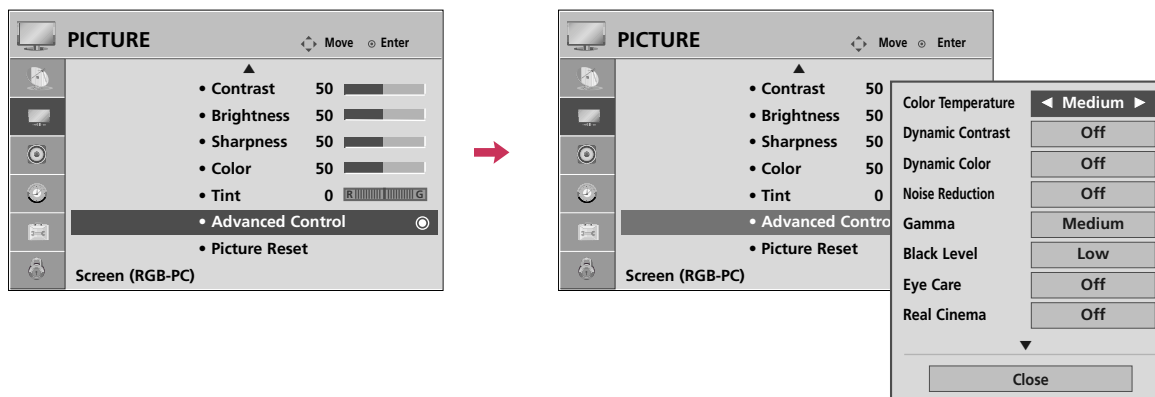 PICTURE Move Enter
• Contrast 50
• Brightness 50
• Sharpness 50
• Color 50
• Tint 0 R G
• Advanced Control
• Picture Reset
Screen (RGB-PC)
PICTURE Move Enter
• Contrast 50
• Brightness 50
• Sharpness 50
• Color 50
• Tint 0
• Advanced Contro
• Picture Reset
Screen (RGB-PC)
Color Temperature ◀ Medium ▶
Dynamic Contrast Off
Dynamic Color Off
Noise Reduction Off
Gamma Medium
Black Level Low
Eye Care Off
Real Cinema Off
Close